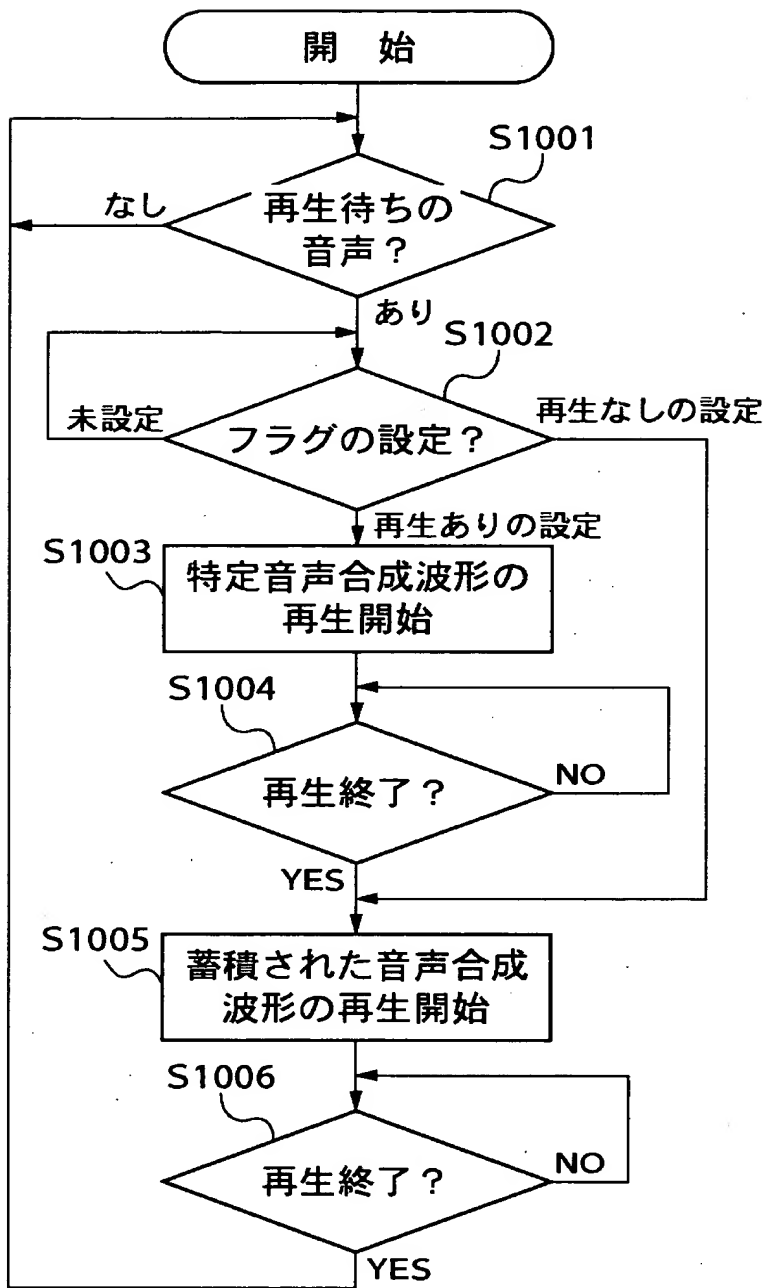 開 始
S1001
なし
再生待ちの
音声?
あり
S1002
未設定
フラグの設定?
再生なしの設定
再生ありの設定
S1003
特定音声合成波形の
再生開始
S1004
再生終了?
NO
YES
S1005
蓄積された音声合成
波形の再生開始
S1006
再生終了?
NO
YES